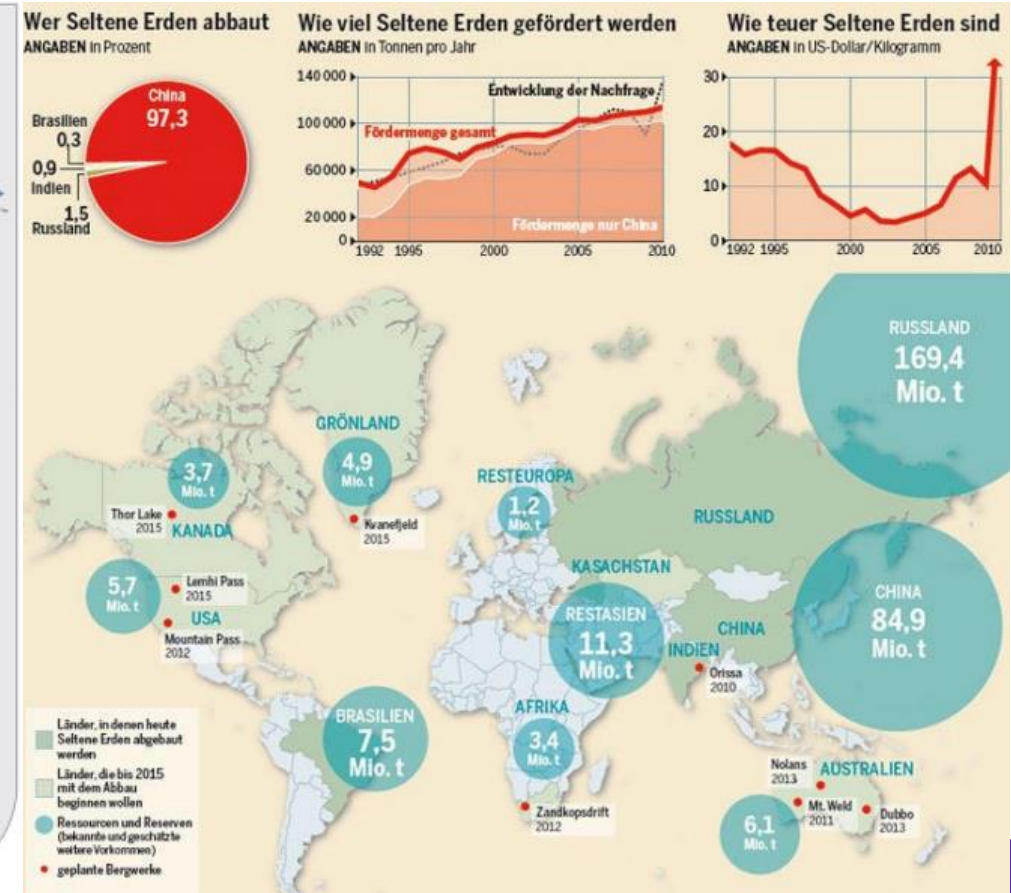 Wer Seltene Erden abbaut
ANGABEN in Prozent
China
97,3
Brasilien
0,3
0,9
Indien
1,5
Russland
Wie viel Seltene Erden gefördert werden
ANGABEN in Tonnen pro Jahr
140 000
100 000
60 000
20 000
0
Entwicklung der Nachfrage
Fördermenge gesamt
Fördermenge nur China
1992 1995 2000 2005 2010
Wie teuer Seltene Erden sind
ANGABEN in US-Dollar/Kilogramm
30
20
10
0
1992 1995 2000 2005 2010
RUSSLAND
169,4
Mio. t
GRÖNLAND
4,9
Mio. t
Kvanefjeld
2015
3,7
Mio. t
Thor Lake
2015
KANADA
RESTEUROPA
1,2
Mio. t
RUSSLAND
KASACHSTAN
5,7
Mio. t
Lemhi Pass
2015
USA
Mountain Pass
2012
RESTASIEN
11,3
Mio. t
CHINA
INDIEN
Orissa
2010
CHINA
84,9
Mio. t
BRASILIEN
7,5
Mio. t
AFRIKA
3,4
Mio. t
Zandkopsdrift
2012
Nolans
2013
AUSTRALIEN
Mt. Weld
2011
Dubbo
2013
6,1
Mio. t
Länder, in denen heute
Seltene Erden abgebaut
werden
Länder, die bis 2015
mit dem Abbau
beginnen wollen
Ressourcen und Reserven
(bekannte und geschätzte
weitere Vorkommen)
geplante Bergwerke